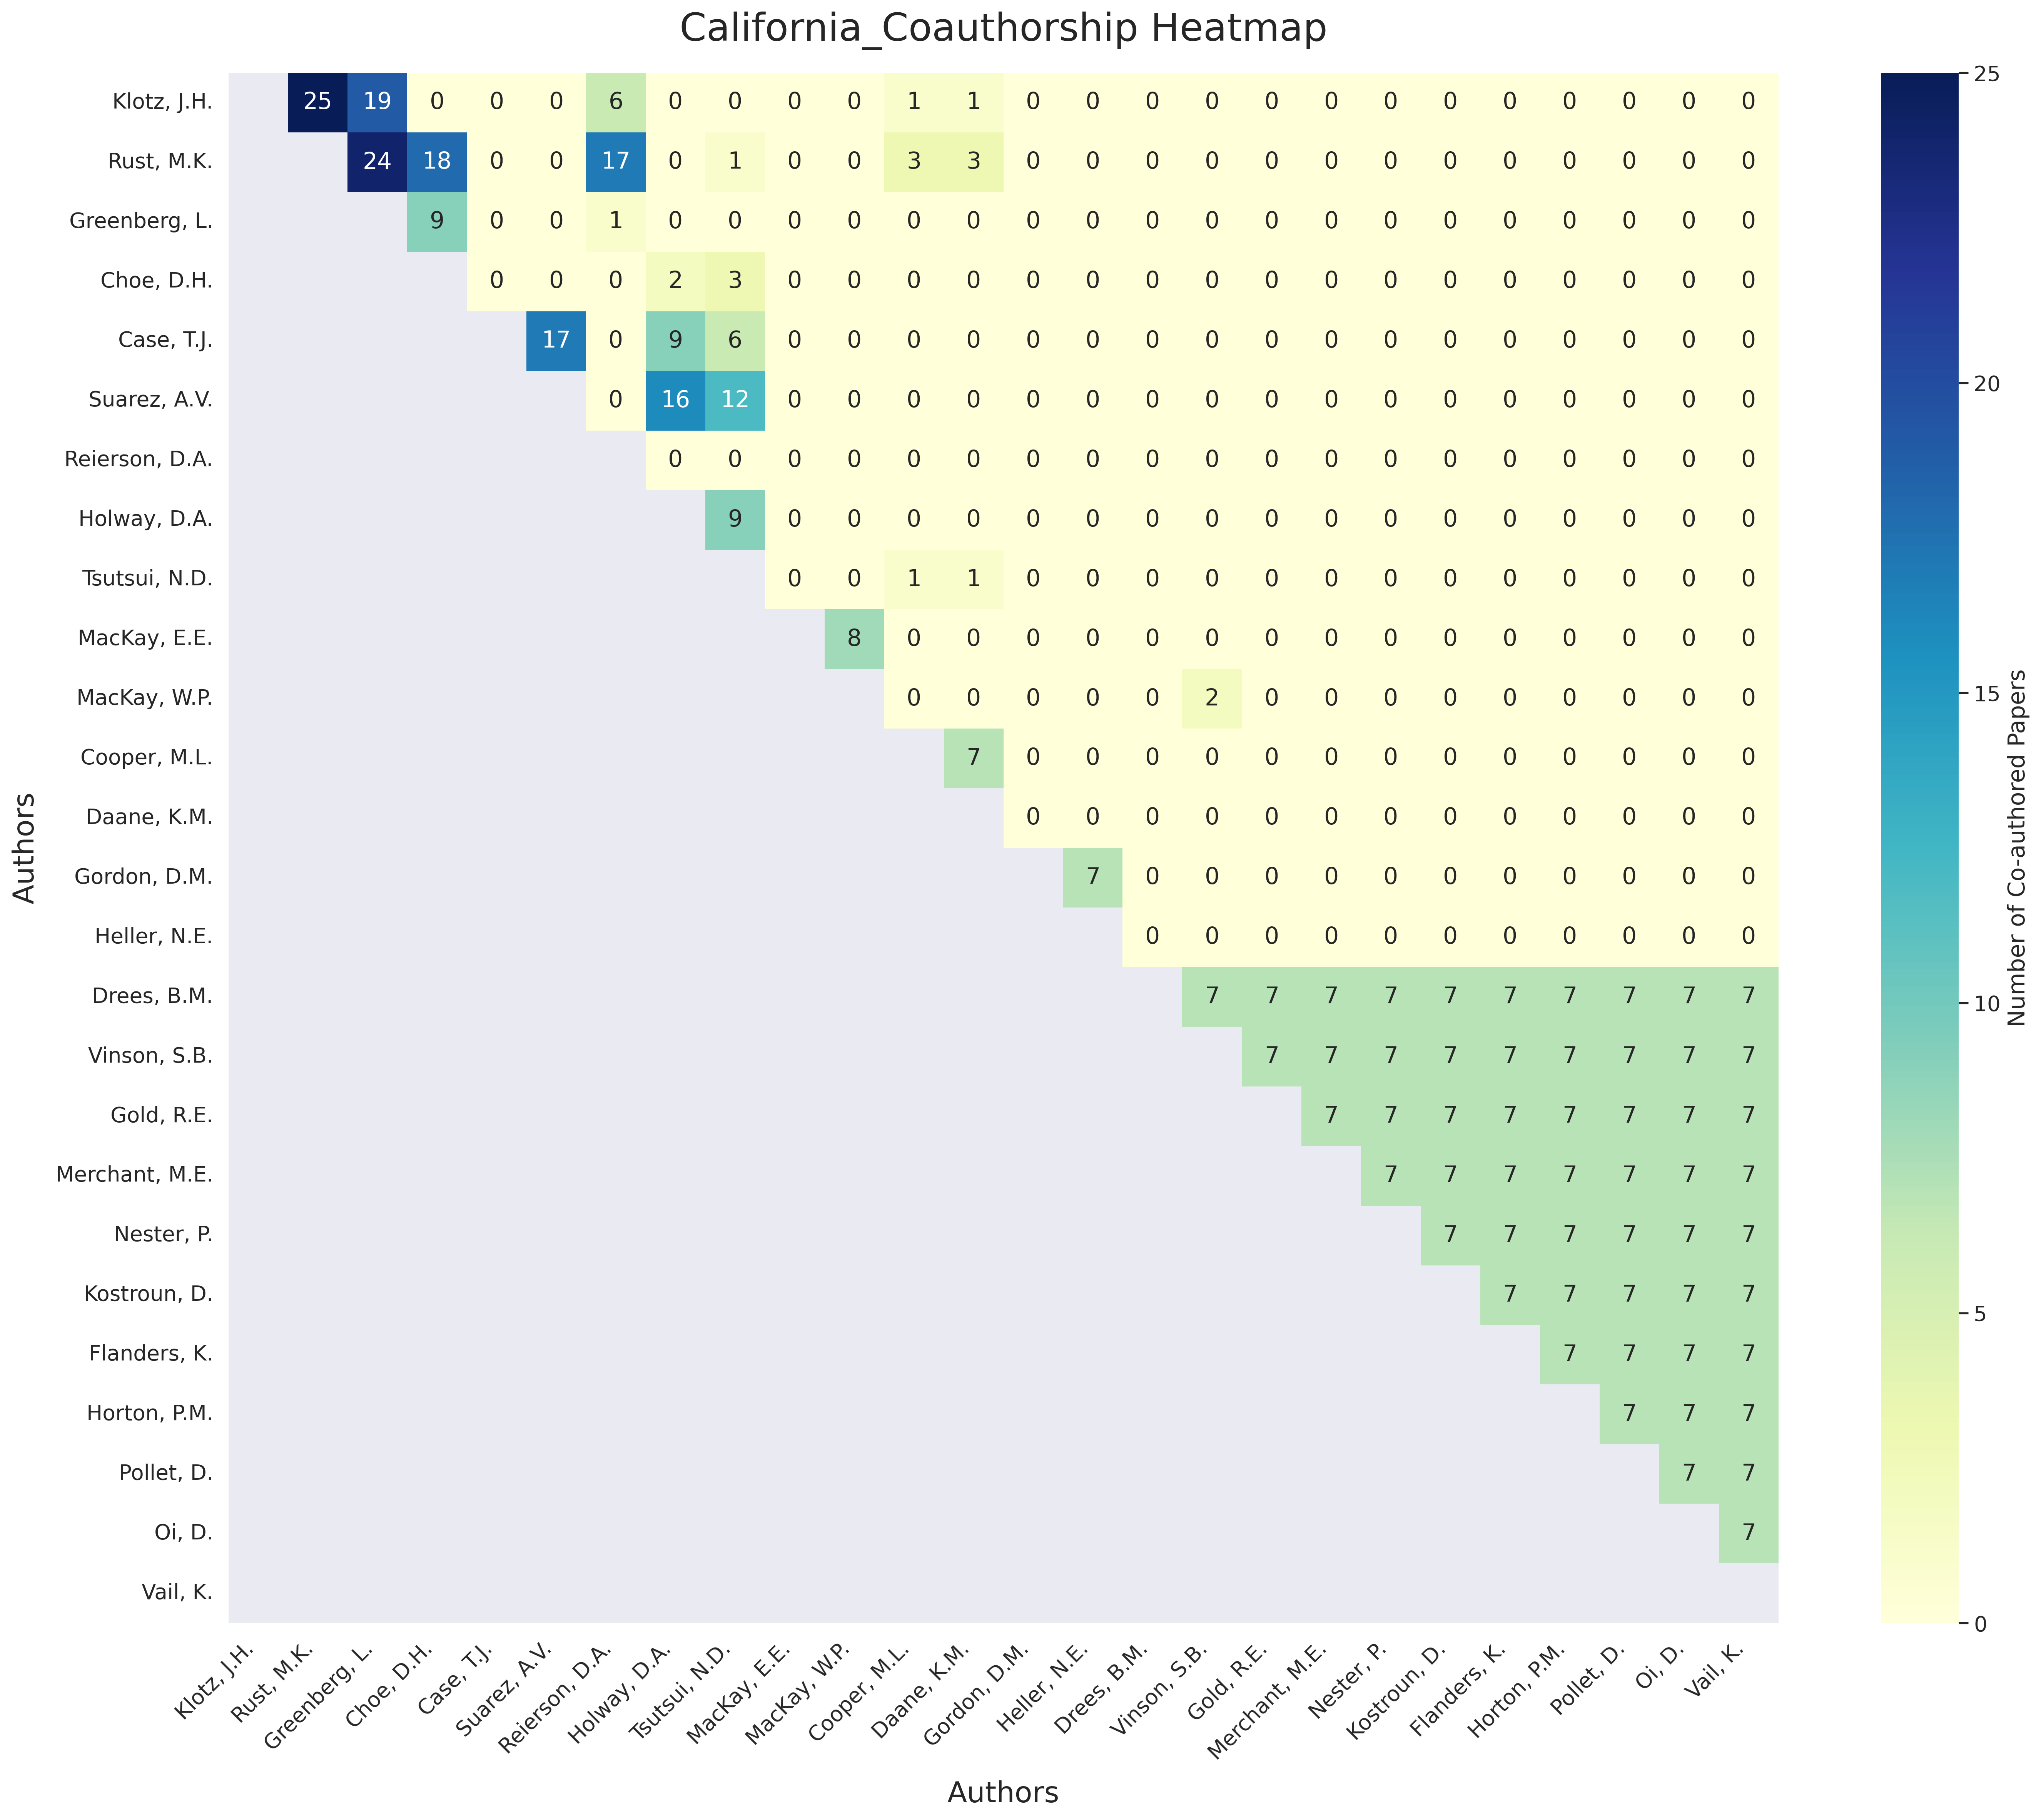 California_Coauthorship Heatmap
Klotz, J.H. 25 19 0 0 0 6 0 0 0 0 1 1 0 0 0 0 0 0 0 0 0 0 0 0 0
Rust, M.K. 24 18 0 0 17 0 1 0 0 3 3 0 0 0 0 0 0 0 0 0 0 0 0 0
Greenberg, L. 9 0 0 1 0 0 0 0 0 0 0 0 0 0 0 0 0 0 0 0 0 0 0
Choe, D.H. 0 0 0 2 3 0 0 0 0 0 0 0 0 0 0 0 0 0 0 0 0 0
Case, T.J. 17 0 9 6 0 0 0 0 0 0 0 0 0 0 0 0 0 0 0 0 0
Suarez, A.V. 0 16 12 0 0 0 0 0 0 0 0 0 0 0 0 0 0 0 0 0
Reierson, D.A. 0 0 0 0 0 0 0 0 0 0 0 0 0 0 0 0 0 0 0
Holway, D.A. 9 0 0 0 0 0 0 0 0 0 0 0 0 0 0 0 0 0
Tsutsui, N.D. 0 0 1 1 0 0 0 0 0 0 0 0 0 0 0 0 0
MacKay, E.E. 8 0 0 0 0 0 0 0 0 0 0 0 0 0 0 0
MacKay, W.P. 0 0 0 0 0 2 0 0 0 0 0 0 0 0 0
Cooper, M.L. 7 0 0 0 0 0 0 0 0 0 0 0 0 0
Daane, K.M. 0 0 0 0 0 0 0 0 0 0 0 0 0
Gordon, D.M. 7 0 0 0 0 0 0 0 0 0 0 0
Heller, N.E. 0 0 0 0 0 0 0 0 0 0 0
Drees, B.M. 7 7 7 7 7 7 7 7 7 7
Vinson, S.B. 7 7 7 7 7 7 7 7 7
Gold, R.E. 7 7 7 7 7 7 7 7
Merchant, M.E. 7 7 7 7 7 7 7
Nester, P. 7 7 7 7 7 7
Kostroun, D. 7 7 7 7 7
Flanders, K. 7 7 7 7
Horton, P.M. 7 7 7
Pollet, D. 7 7
Oi, D. 7
Vail, K.
Authors
Klotz, J.H.
Rust, M.K.
Greenberg, L.
Choe, D.H.
Case, T.J.
Suarez, A.V.
Reierson, D.A.
Holway, D.A.
Tsutsui, N.D.
MacKay, E.E.
MacKay, W.P.
Cooper, M.L.
Daane, K.M.
Gordon, D.M.
Heller, N.E.
Drees, B.M.
Vinson, S.B.
Gold, R.E.
Merchant, M.E.
Nester, P.
Kostroun, D.
Flanders, K.
Horton, P.M.
Pollet, D.
Oi, D.
Vail, K.
Authors
25
20
15
10
5
0
Number of Co-authored Papers